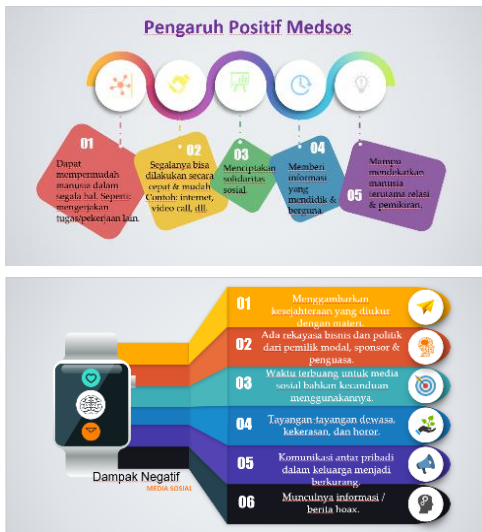 Pengaruh Positif Medsos
01
Dapat
mempermudah
manusia dalam
segala hal. Seperti:
mengerjakan
tugas/pekerjaan lain.
02
Segalanya bisa
dilakukan secara
cepat & mudah
Contoh: internet,
video call, dll.
03
Menciptakan
solidaritas
sosial.
04
Memberi
informasi
yang
mendidik &
berguna.
Mampu
mendekatkan
manusia
terutama relasi
& pemikiran.
05
01
Menggambarkan
kesejahteraan yang diukur
dengan materi.
02
Ada rekayasa bisnis dan politik
dari pemilik modal, sponsor &
penguasa.
03
Waktu terbuang untuk media
sosial bahkan kecanduan
menggunakannya.
04
Tayangan-tayangan dewasa,
kekerasan, dan horor.
05
Komunikasi antar pribadi
dalam keluarga menjadi
berkurang.
06
Munculnya informasi /
berita hoax.
Dampak Negatif
MEDIA SOSIAL